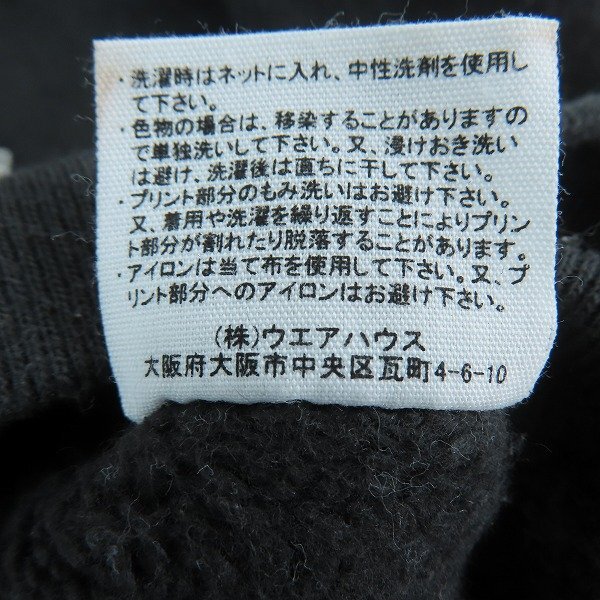 ・洗濯時はネットに入れ、中性洗剤を使用し
て下さい。
・色物の場合は、移染することがありますの
で単独洗いして下さい。又、浸けおき洗い
は避け、洗濯後は直ちに干して下さい。
・プリント部分のもみ洗いはお避け下さい。
又、着用や洗濯を繰り返すことによりプリン
ト部分が割れたり脱落することがあります。
・アイロンは当て布を使用して下さい。又、プ
リント部分へのアイロンはお避け下さい。
(株)ウエアハウス
大阪府大阪市中央区瓦町4-6-10